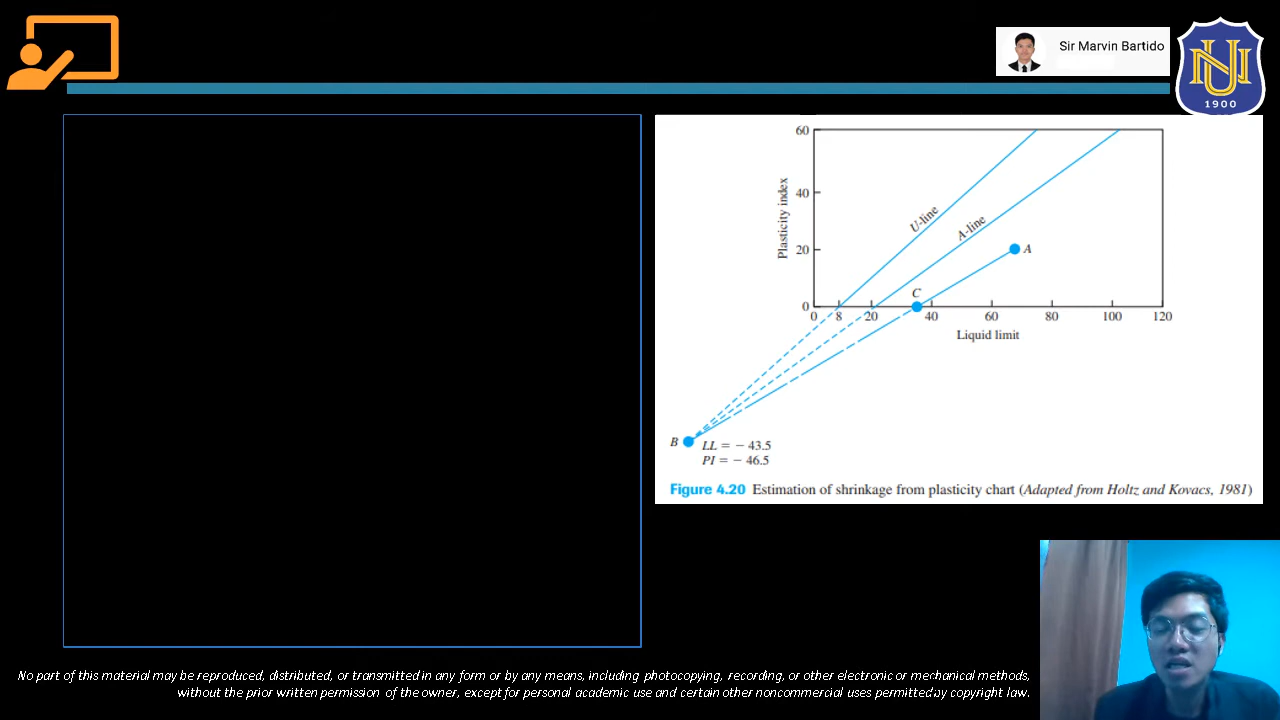 Sir Marvin Bartido
NU
1900
60
40
20
0
Plasticity index
U-line
A-line
A
C
0 8 20 40 60 80 100 120
Liquid limit
B
LL = − 43.5
PI = − 46.5
Figure 4.20 Estimation of shrinkage from plasticity chart (Adapted from Holtz and Kovacs, 1981)
No part of this material may be reproduced, distributed, or transmitted in any form or by any means, including photocopying, recording, or other electronic or mechanical methods,
without the prior written permission of the owner, except for personal academic use and certain other noncommercial uses permitted by copyright law.